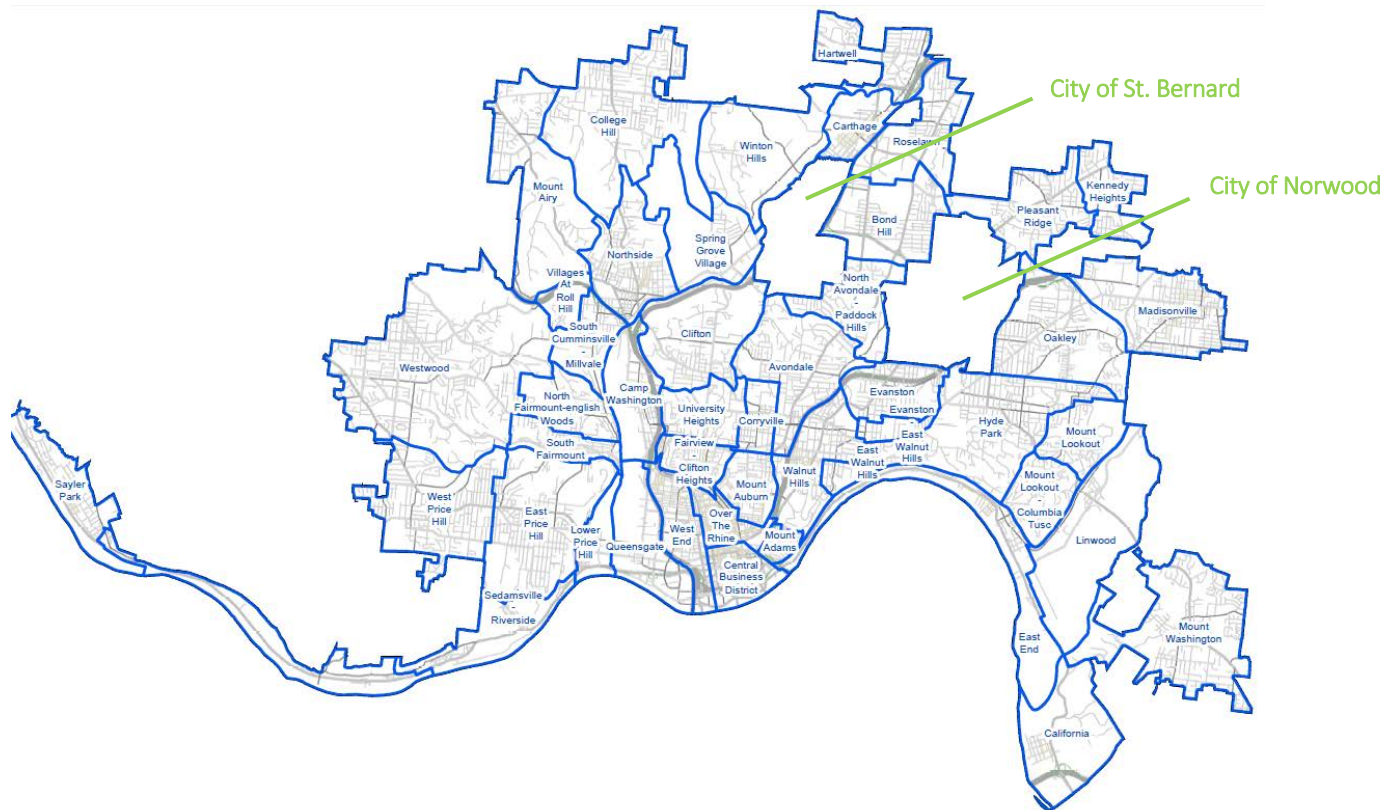 Hartwell
City of St. Bernard
College
Hill
Carthage
Roselawn
Winton
Hills
City of Norwood
Mount
Airy
Kennedy
Heights
Pleasant
Ridge
Bond
Hill
Spring
Grove
Village
Northside
Villages
At
Roll
Hill
North
Avondale
-
Paddock
Hills
Madisonville
South
Cumminsville
-
Millvale
Clifton
Oakley
Westwood
Avondale
Camp
Washington
Evanston
North
Fairmount-english
Woods
University
Heights
Corryville
Evanston
-
East
Walnut
Hills
Hyde
Park
Mount
Lookout
South
Fairmount
Fairview
-
Clifton
Heights
East
Walnut
Hills
Walnut
Hills
Mount
Auburn
Mount
Lookout
-
Columbia
Tusc
Sayler
Park
West
Price
Hill
East
Price
Hill
Over
The
Rhine
Lower
Price
Hill
Queensgate
West
End
Mount
Adams
Linwood
Central
Business
District
Sedamsville
-
Riverside
East
End
Mount
Washington
California